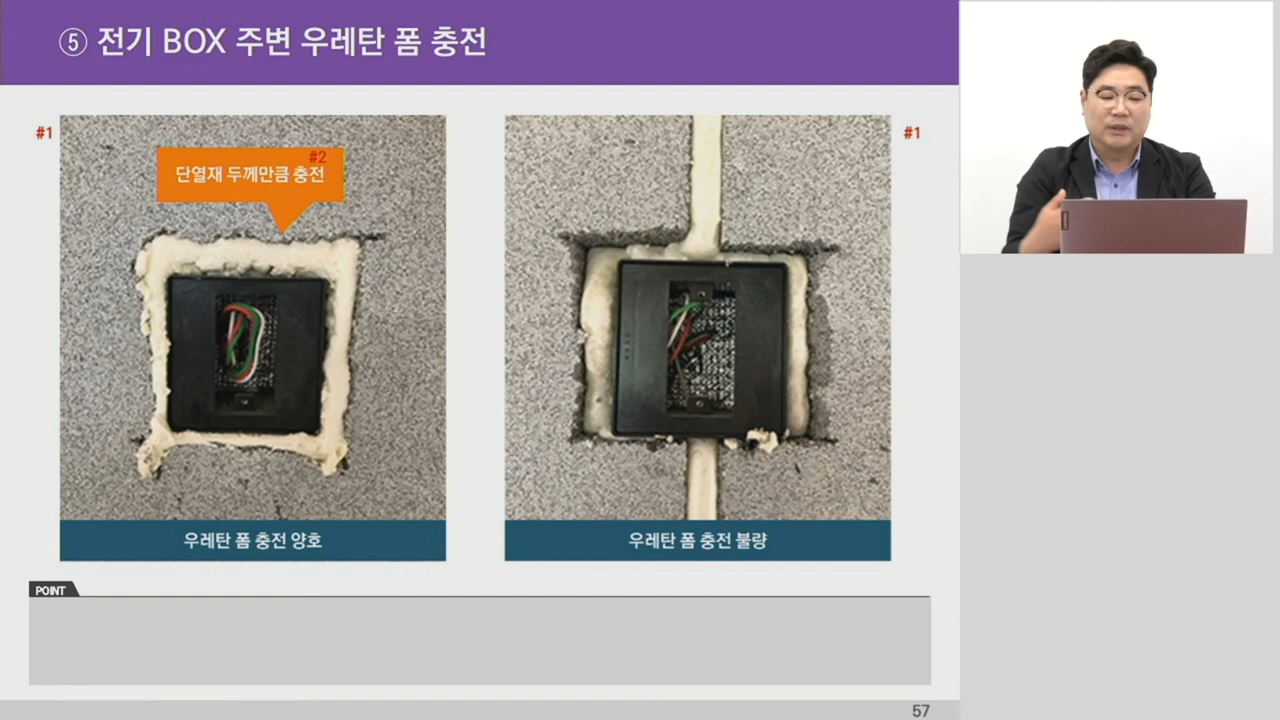 ⑤ 전기 BOX 주변 우레탄 폼 충전
#1
#2
단열재 두께만큼 충전
#1
우레탄 폼 충전 양호
우레탄 폼 충전 불량
POINT
57